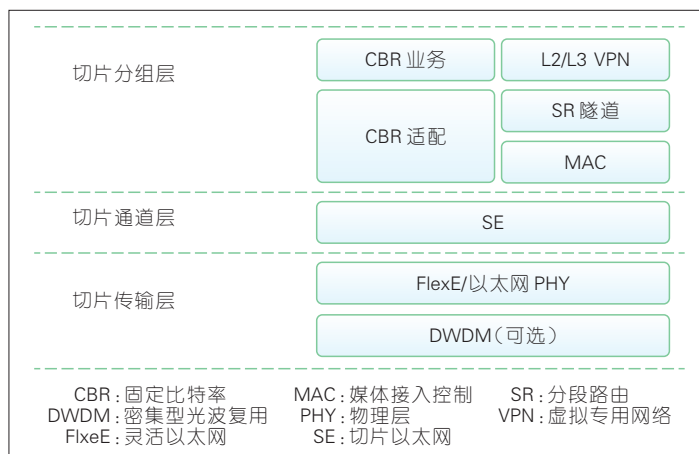 切片分组层
CBR 业务
L2/L3 VPN
CBR 适配
SR 隧道
MAC
切片通道层
SE
切片传输层
FlexE/以太网 PHY
DWDM（可选）
CBR：固定比特率 MAC：媒体接入控制 SR：分段路由
DWDM：密集型光波复用 PHY：物理层 VPN：虚拟专用网络
FlxeE：灵活以太网 SE：切片以太网